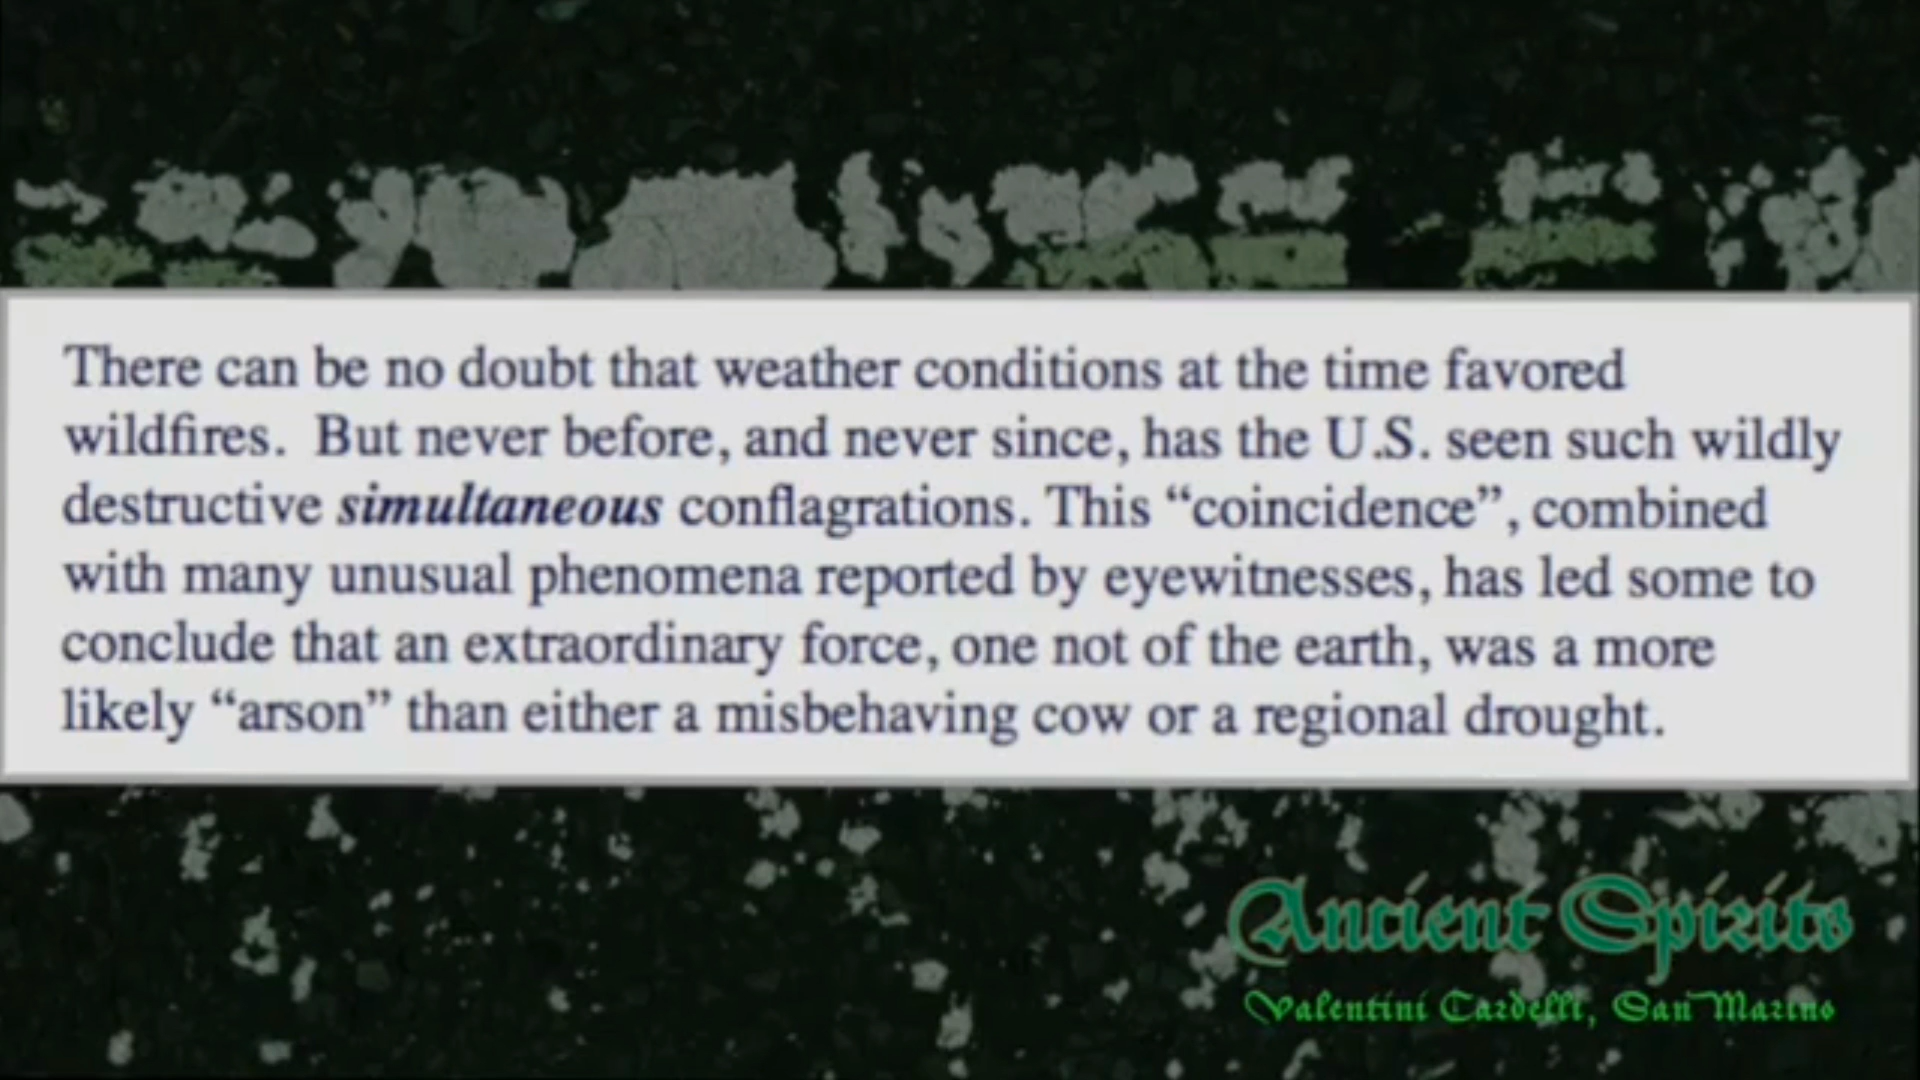 There can be no doubt that weather conditions at the time favored
wildfires.  But never before, and never since, has the U.S. seen such wildly
destructive simultaneous conflagrations. This “coincidence”, combined
with many unusual phenomena reported by eyewitnesses, has led some to
conclude that an extraordinary force, one not of the earth, was a more
likely “arson” than either a misbehaving cow or a regional drought.
Ancient Spirits
Valentini Cardelli, San Marino